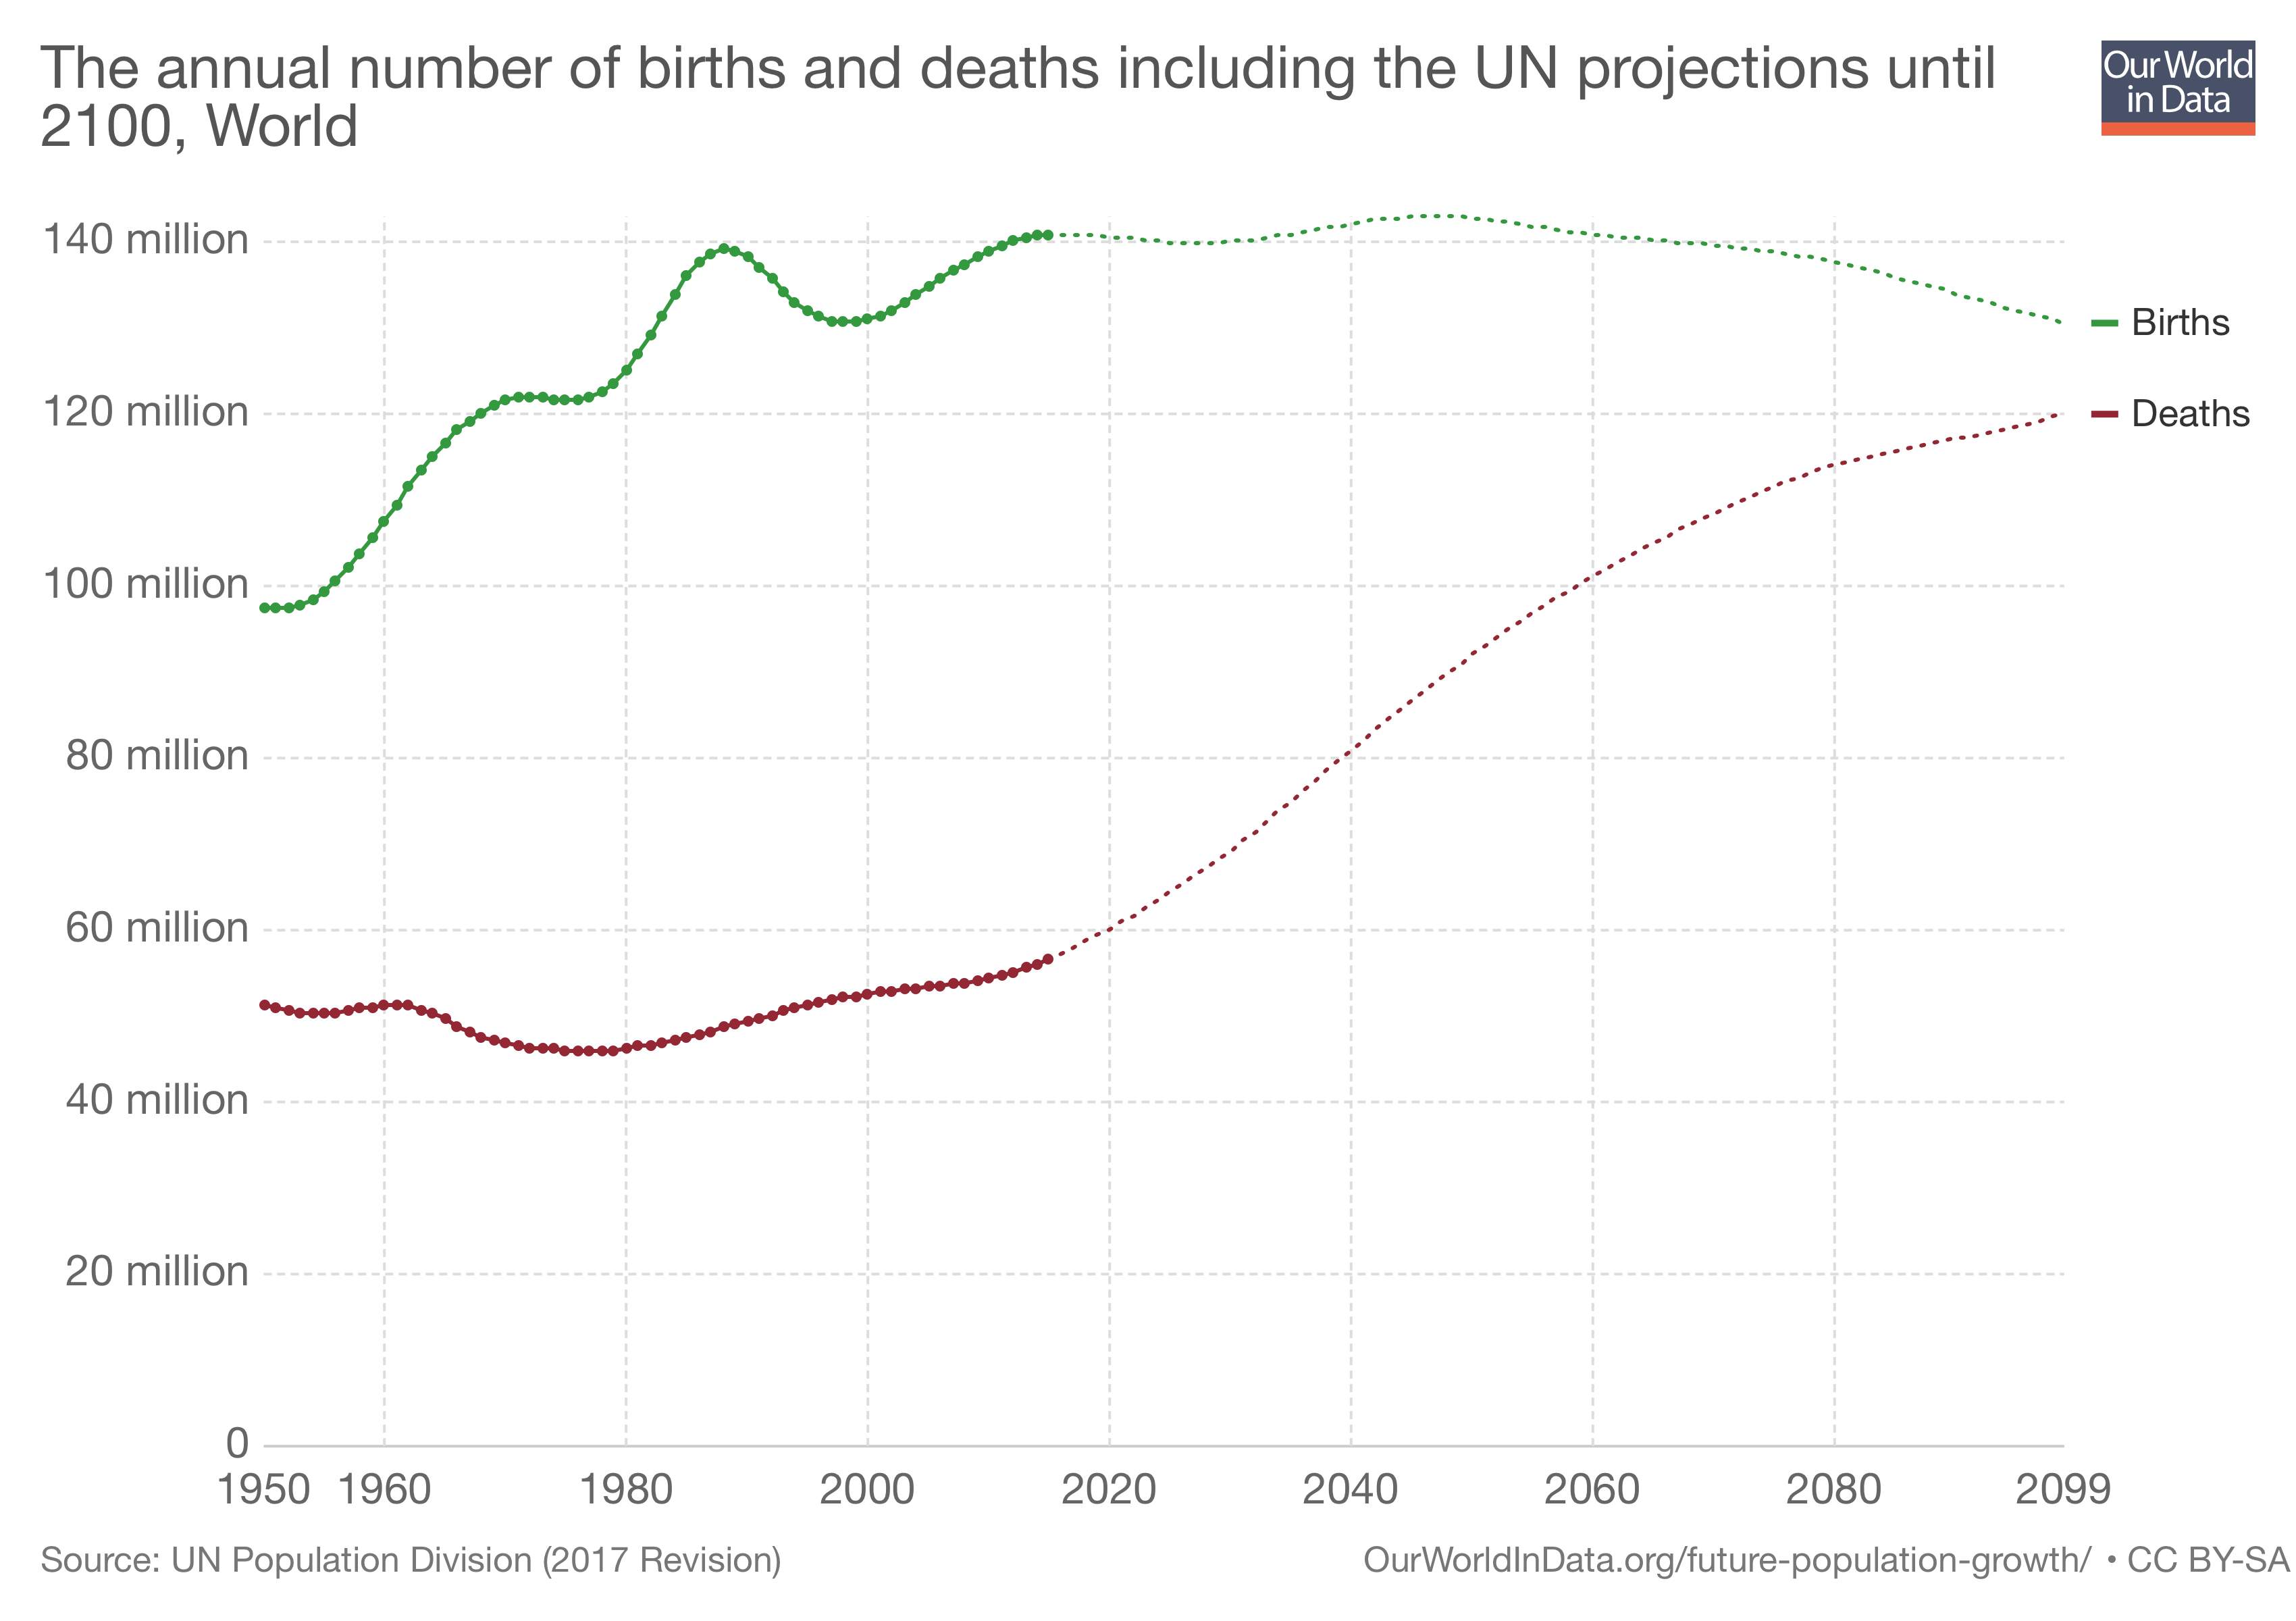 The annual number of births and deaths including the UN projections until
2100, World
Our World
in Data
140 million
120 million
100 million
80 million
60 million
40 million
20 million
0
Births
Deaths
1950 1960 1980 2000 2020 2040 2060 2080 2099
Source: UN Population Division (2017 Revision)
OurWorldInData.org/future-population-growth/ • CC BY-SA